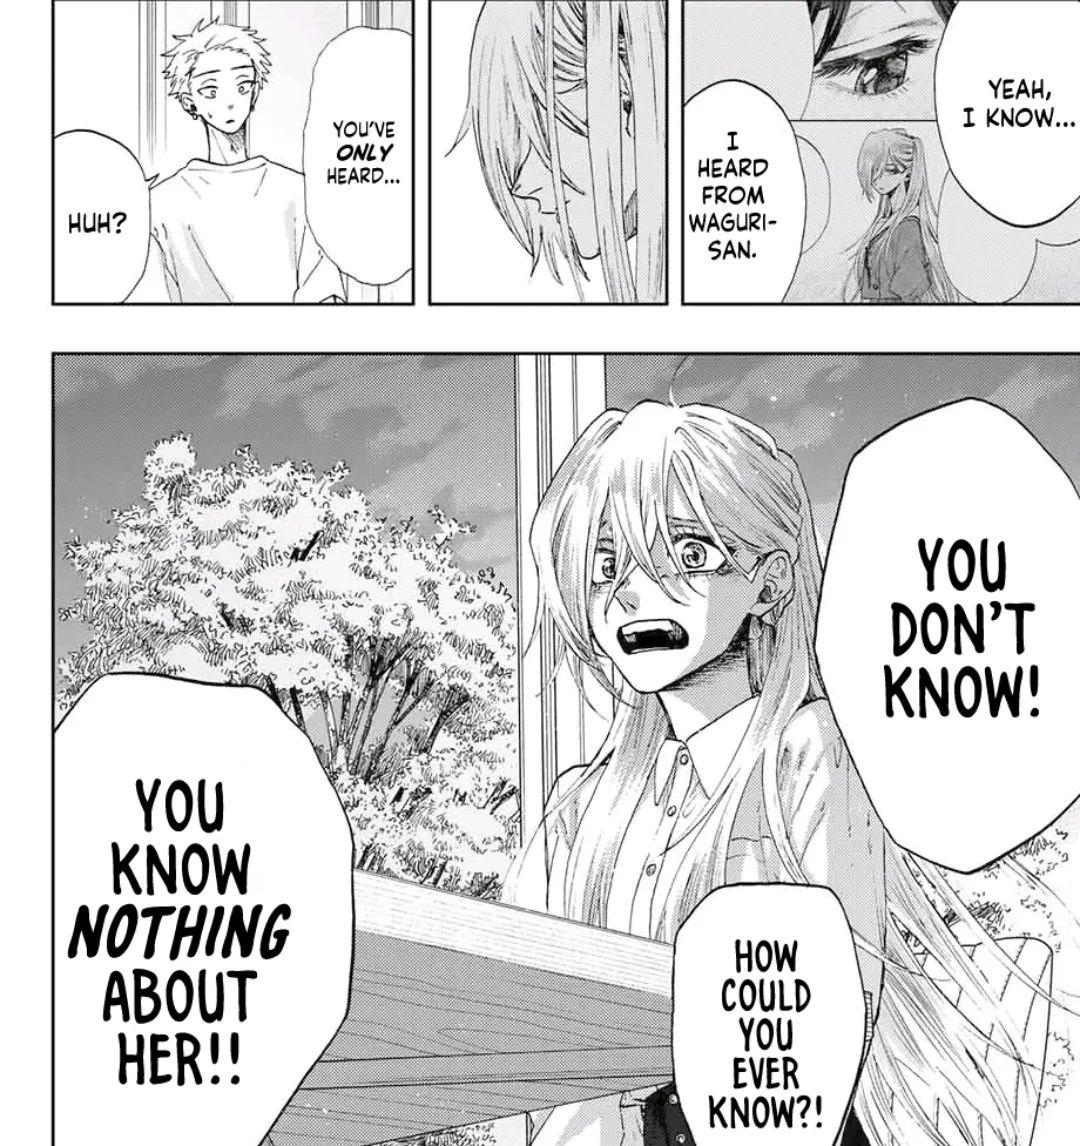 YEAH,
I KNOW...
I
HEARD
FROM
WAGURI-
SAN.
YOU'VE
ONLY
HEARD...
HUH?
YOU
DON'T
KNOW!
HOW
COULD
YOU
EVER
KNOW?!
YOU
KNOW
NOTHING
ABOUT
HER!!